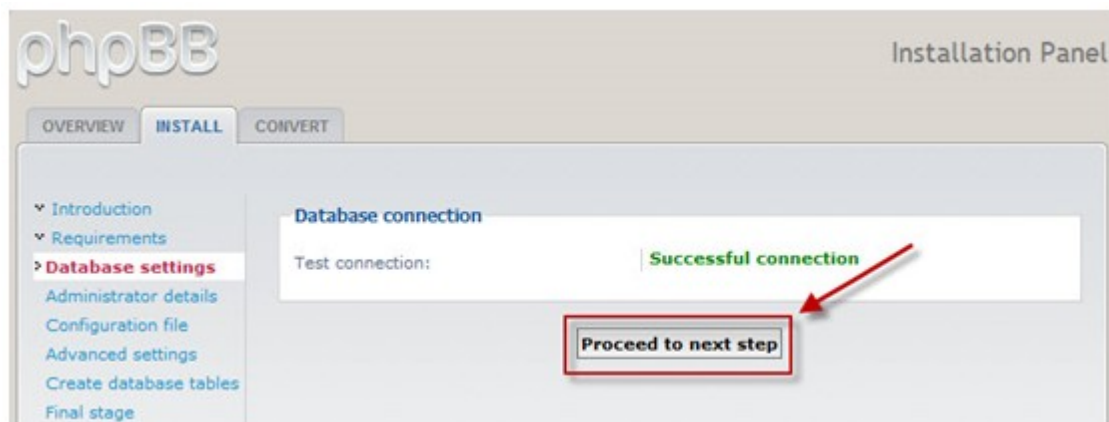 phpBB
Installation Panel
OVERVIEW INSTALL CONVERT
Introduction
Requirements
Database settings
Administrator details
Configuration file
Advanced settings
Create database tables
Final stage
Database connection
Test connection: Successful connection
Proceed to next step